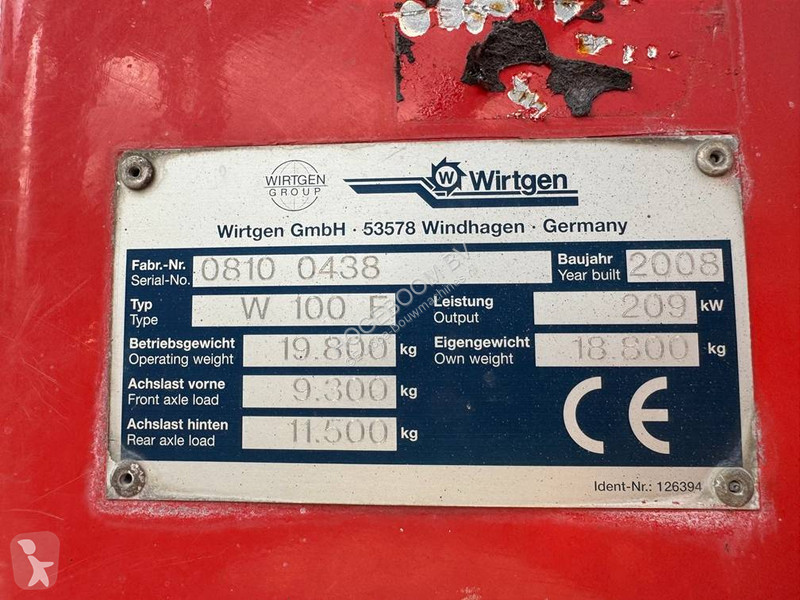 WIRTGEN
GROUP
W Wirtgen
Wirtgen GmbH · 53578 Windhagen · Germany
Fabr.-Nr.
Serial-No.
0810 0438
Baujahr
Year built
2008
Typ
Type
W 100 F
Leistung
Output
209 kW
Betriebsgewicht
Operating weight
19.800 kg
Eigengewicht
Own weight
18.800 kg
Achslast vorne
Front axle load
9.300 kg
Achslast hinten
Rear axle load
11.500 kg
CE
Ident-Nr.: 126394